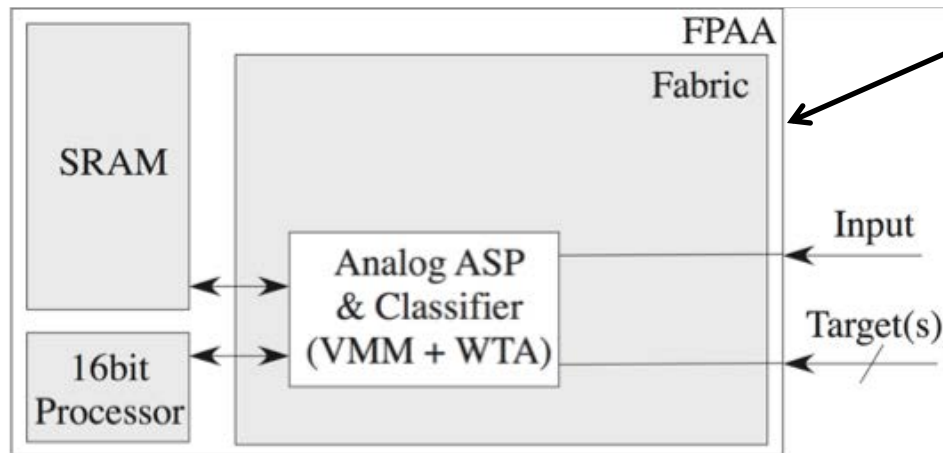 FPAA
Fabric
SRAM
Input
Analog ASP
& Classifier
(VMM + WTA)
Target(s)
16bit
Processor